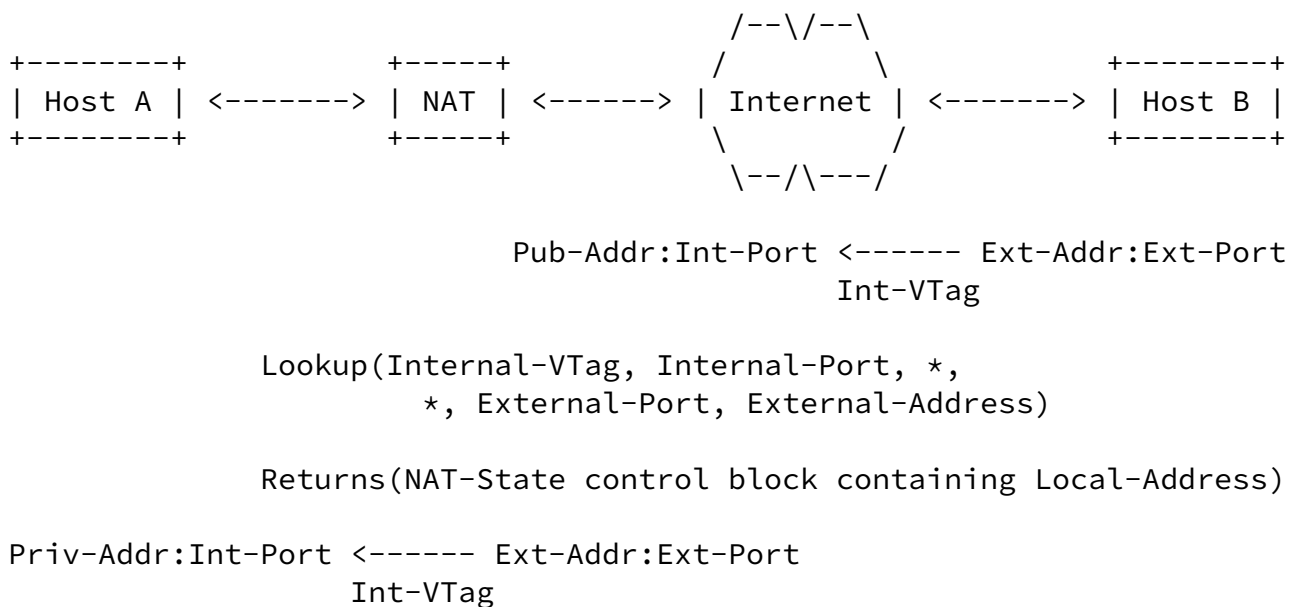 /--\/--\
+--------+            +-----+              /         \             +--------+
| Host A | <-------> | NAT | <------> | Internet | <-------> | Host B |
+--------+            +-----+              \         /             +--------+
                                               \--/\---/
Pub-Addr:Int-Port <------ Ext-Addr:Ext-Port
Int-VTag
Lookup(Internal-VTag, Internal-Port, *,
*, External-Port, External-Address)
Returns(NAT-State control block containing Local-Address)
Priv-Addr:Int-Port <------ Ext-Addr:Ext-Port
Int-VTag